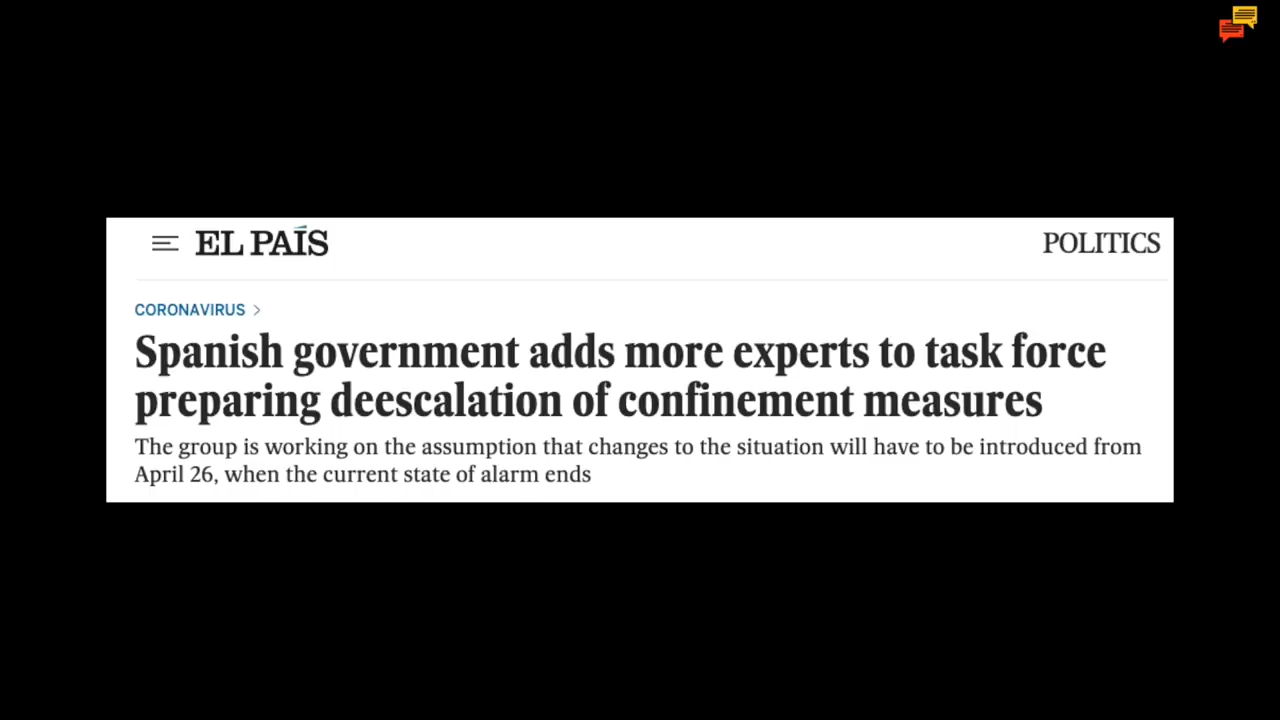 EL PAÍS
POLITICS
CORONAVIRUS >
Spanish government adds more experts to task force
preparing deescalation of confinement measures
The group is working on the assumption that changes to the situation will have to be introduced from
April 26, when the current state of alarm ends